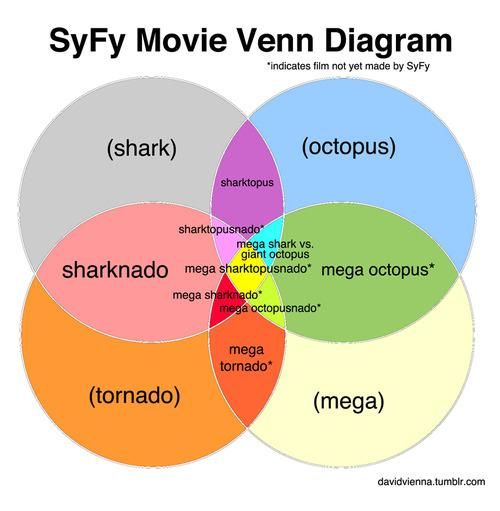 SyFy Movie Venn Diagram
*indicates film not yet made by SyFy
(shark)
(octopus)
sharktopus
sharktopusnado*
mega shark vs.
giant octopus
sharknado
mega sharktopusnado*
mega octopus*
mega sharknado*
mega octopusnado*
mega
tornado*
(tornado)
(mega)
davidvienna.tumblr.com